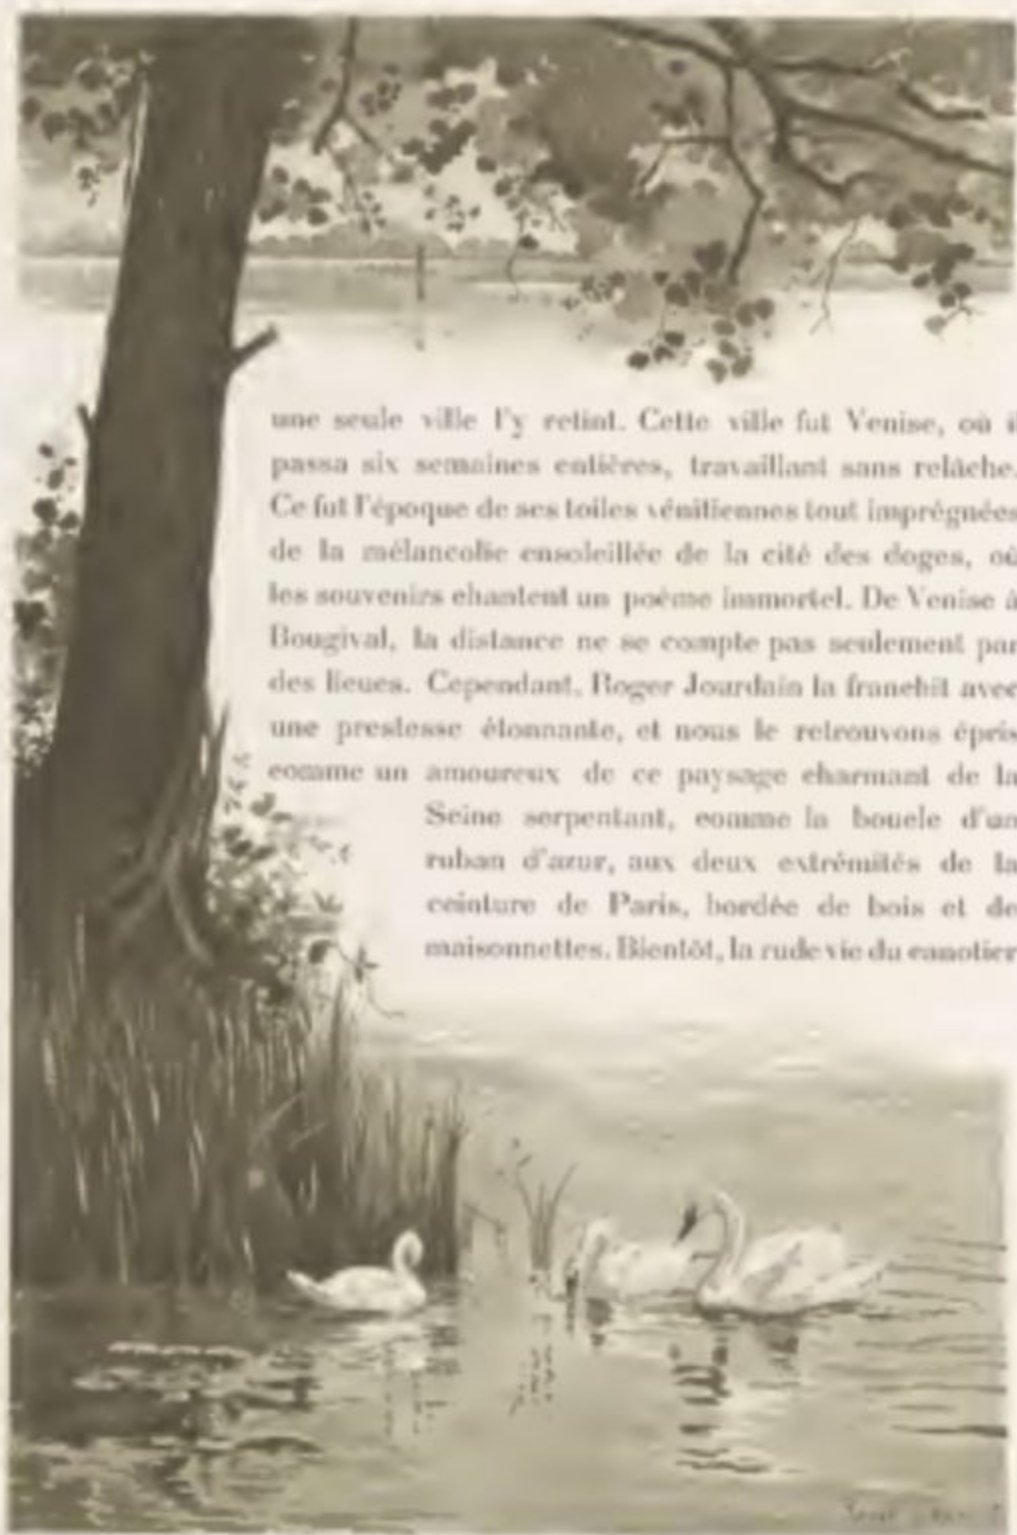 une seule ville l'y retint. Cette ville fut Venise, où il
passa six semaines entières, travaillant sans relâche.
Ce fut l'époque de ses toiles vénitiennes tout imprégnées
de la mélancolie ensoleillée de la cité des doges, où
les souvenirs chantent un poème immortel. De Venise à
Bougival, la distance ne se compte pas seulement par
des lieues. Cependant, Roger Jourdain la franchit avec
une prestesse étonnante, et nous le retrouvons épris
comme un amoureux de ce paysage charmant de la
Seine serpentant, comme la boucle d'un
ruban d'azur, aux deux extrémités de la
ceinture de Paris, bordée de bois et de
maisonnettes. Bientôt, la rude vie du canotier